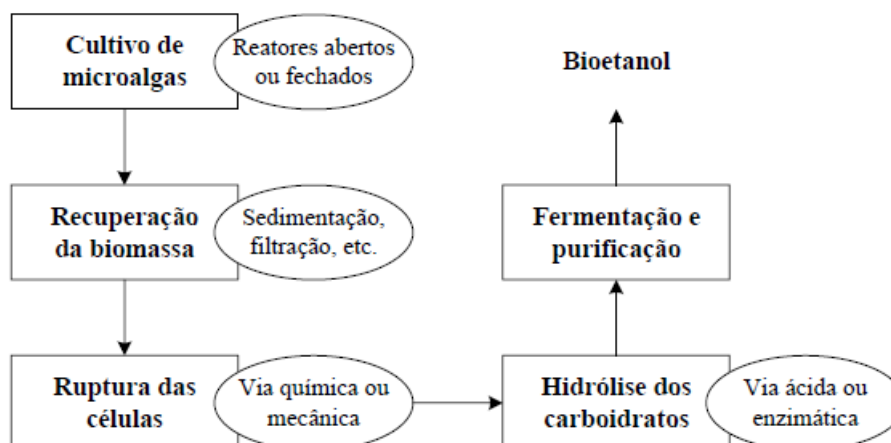 Cultivo de
microalgas
Reatores abertos
ou fechados
Recuperação
da biomassa
Sedimentação,
filtração, etc.
Ruptura das
células
Via química ou
mecânica
Hidrólise dos
carboidratos
Via ácida ou
enzimática
Fermentação e
purificação
Bioetanol